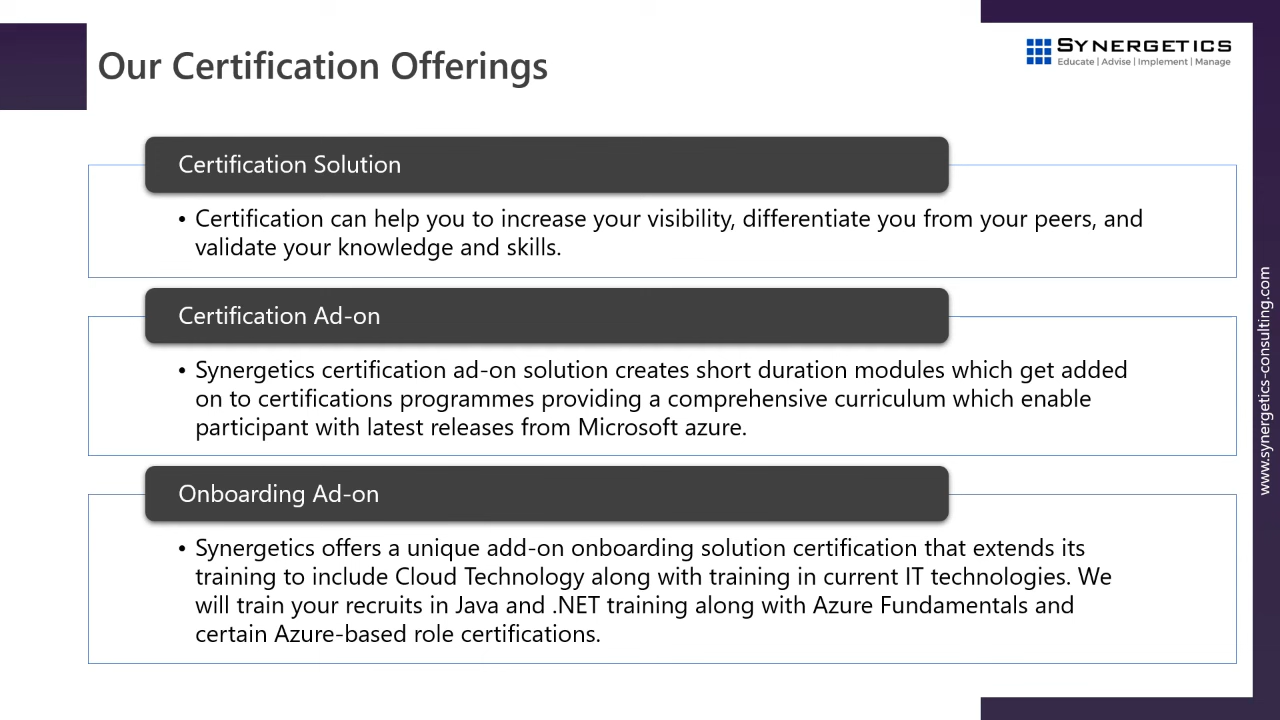 Our Certification Offerings
SYNERGETICS
Educate | Advise | Implement | Manage
Certification Solution
• Certification can help you to increase your visibility, differentiate you from your peers, and
validate your knowledge and skills.
Certification Ad-on
• Synergetics certification ad-on solution creates short duration modules which get added
on to certifications programmes providing a comprehensive curriculum which enable
participant with latest releases from Microsoft azure.
Onboarding Ad-on
• Synergetics offers a unique add-on onboarding solution certification that extends its
training to include Cloud Technology along with training in current IT technologies. We
will train your recruits in Java and .NET training along with Azure Fundamentals and
certain Azure-based role certifications.
www.synergetics-consulting.com